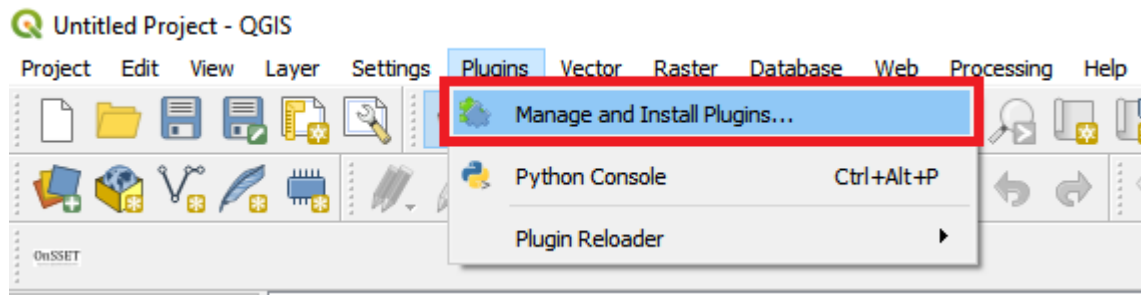 Untitled Project - QGIS
Project Edit View Layer Settings Plugins Vector Raster Database Web Processing Help
Manage and Install Plugins...
Python Console Ctrl+Alt+P
Plugin Reloader
OnSSET